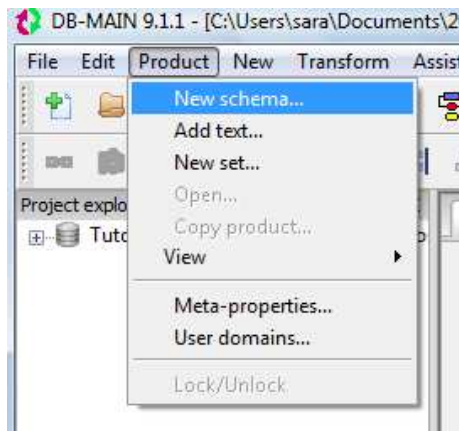 DB-MAIN 9.1.1 - [C:\Users\sara\Documents\2
File Edit Product New Transform Assist
New schema...
Add text...
New set...
Project explo
Open...
Tuto
Copy product...
View
Meta-properties...
User domains...
Lock/Unlock